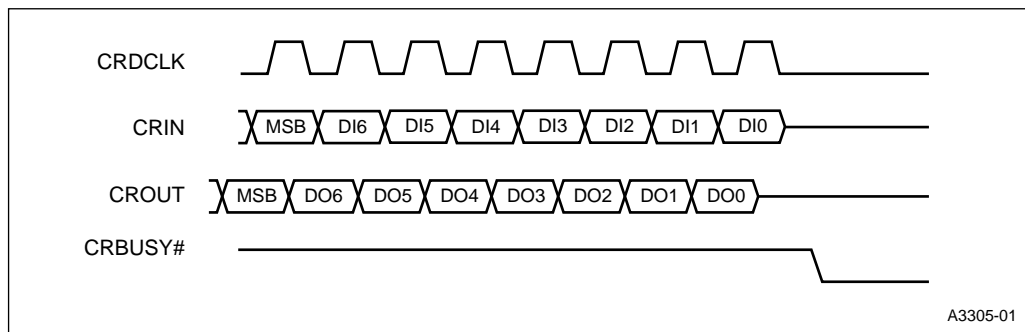 CRDCLK
CRIN MSB DI6 DI5 DI4 DI3 DI2 DI1 DI0
CROUT MSB DO6 DO5 DO4 DO3 DO2 DO1 DO0
CRBUSY#
A3305-01